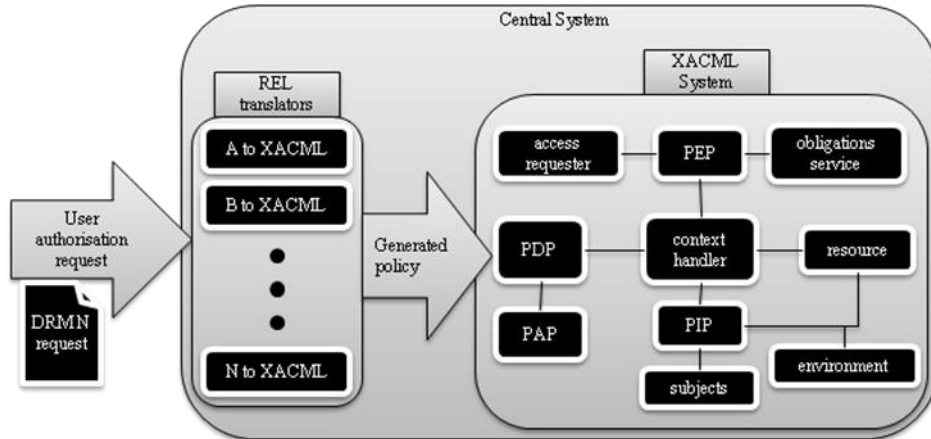 Central System
REL
translators
A to XACML
B to XACML
N to XACML
User
authorisation
request
DRMN
request
Generated
policy
XACML
System
access
requester
PEP
obligations
service
PDP
context
handler
resource
PAP
PIP
environment
subjects